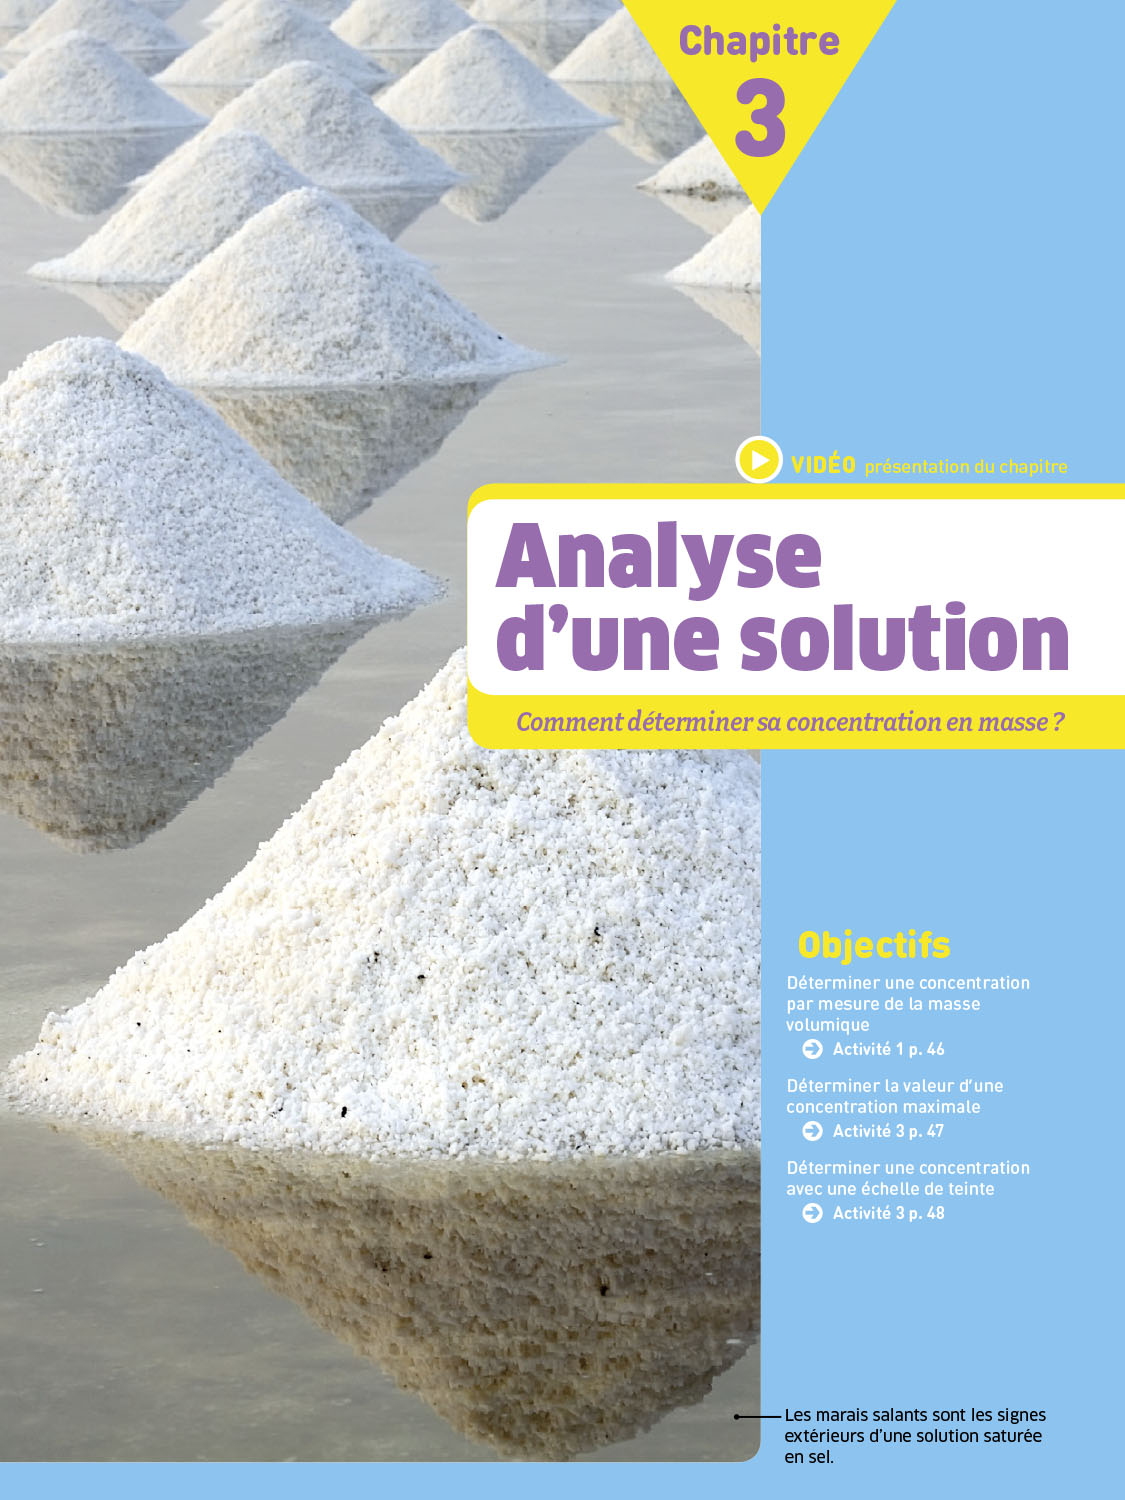 Chapitre
3
VIDÉO présentation du chapitre
Analyse
d'une solution
Comment déterminer sa concentration en masse ?
Objectifs
Déterminer une concentration
par mesure de la masse
volumique
Activité 1 p. 46
Déterminer la valeur d'une
concentration maximale
Activité 3 p. 47
Déterminer une concentration
avec une échelle de teinte
Activité 3 p. 48
Les marais salants sont les signes
extérieurs d'une solution saturée
en sel.